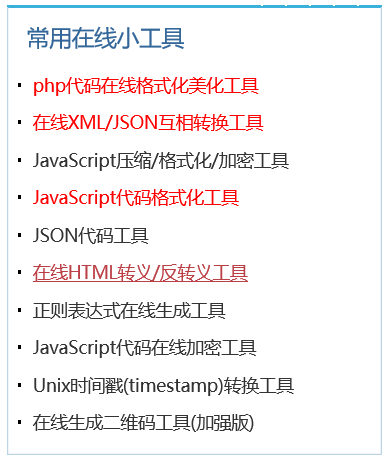 常用在线小工具
php代码在线格式化美化工具
在线XML/JSON互相转换工具
JavaScript压缩/格式化/加密工具
JavaScript代码格式化工具
JSON代码工具
在线HTML转义/反转义工具
正则表达式在线生成工具
JavaScript代码在线加密工具
Unix时间戳(timestamp)转换工具
在线生成二维码工具(加强版)